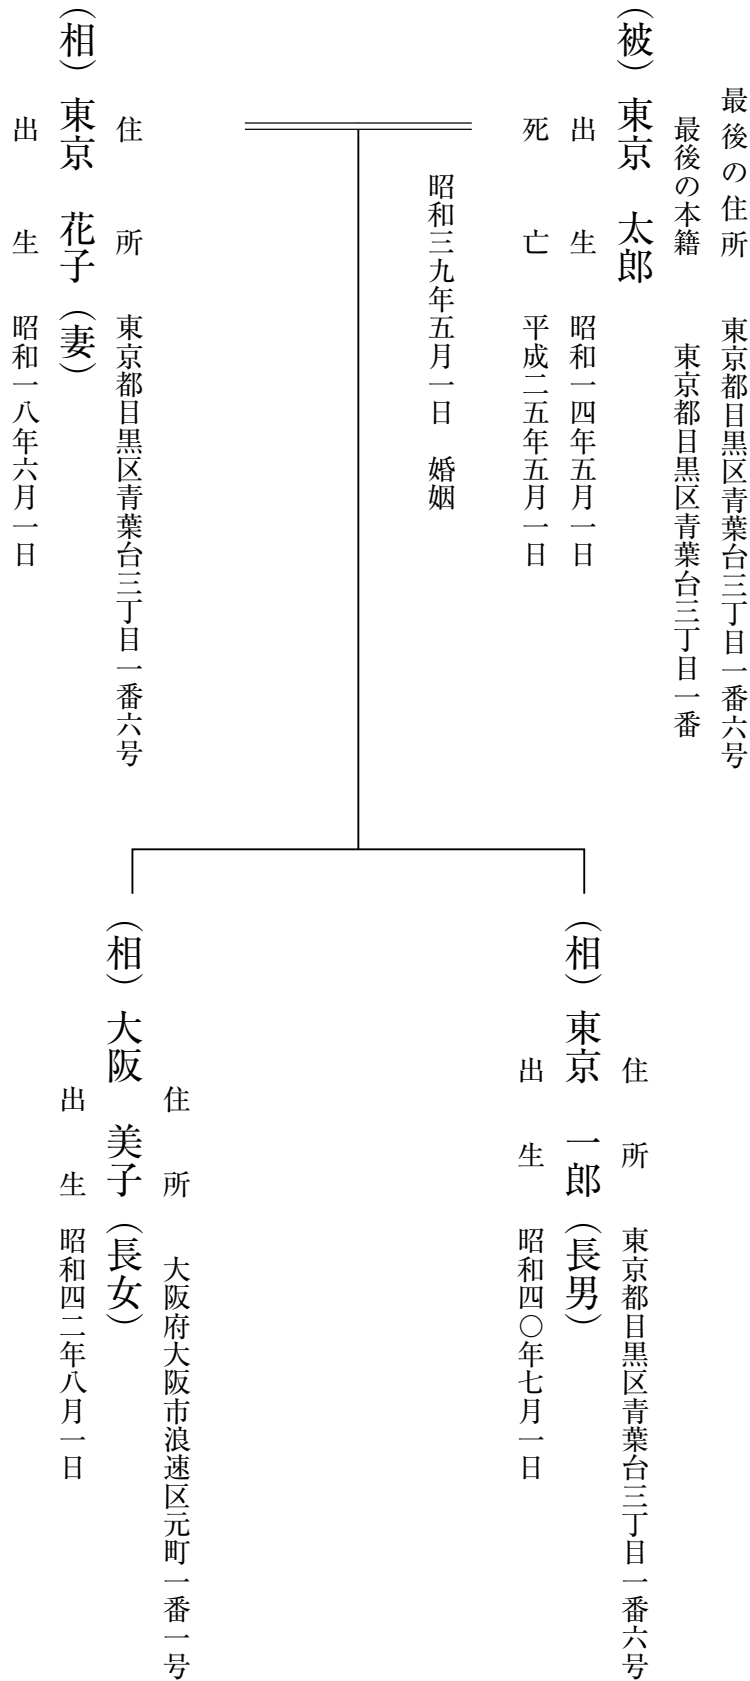 最後の住所　東京都目黒区青葉台三丁目一番六号
最後の本籍　東京都目黒区青葉台三丁目一番
（被）東京　太郎
出　生　昭和一四年五月一日
死　亡　平成二五年五月一日
昭和三九年五月一日　婚姻
住　所　東京都目黒区青葉台三丁目一番六号
（相）東京　花子（妻）
出　生　昭和一八年六月一日
住　所　東京都目黒区青葉台三丁目一番六号
（相）東京　一郎（長男）
出　生　昭和四〇年七月一日
住　所　大阪府大阪市浪速区元町一番一号
（相）大阪　美子（長女）
出　生　昭和四二年八月一日